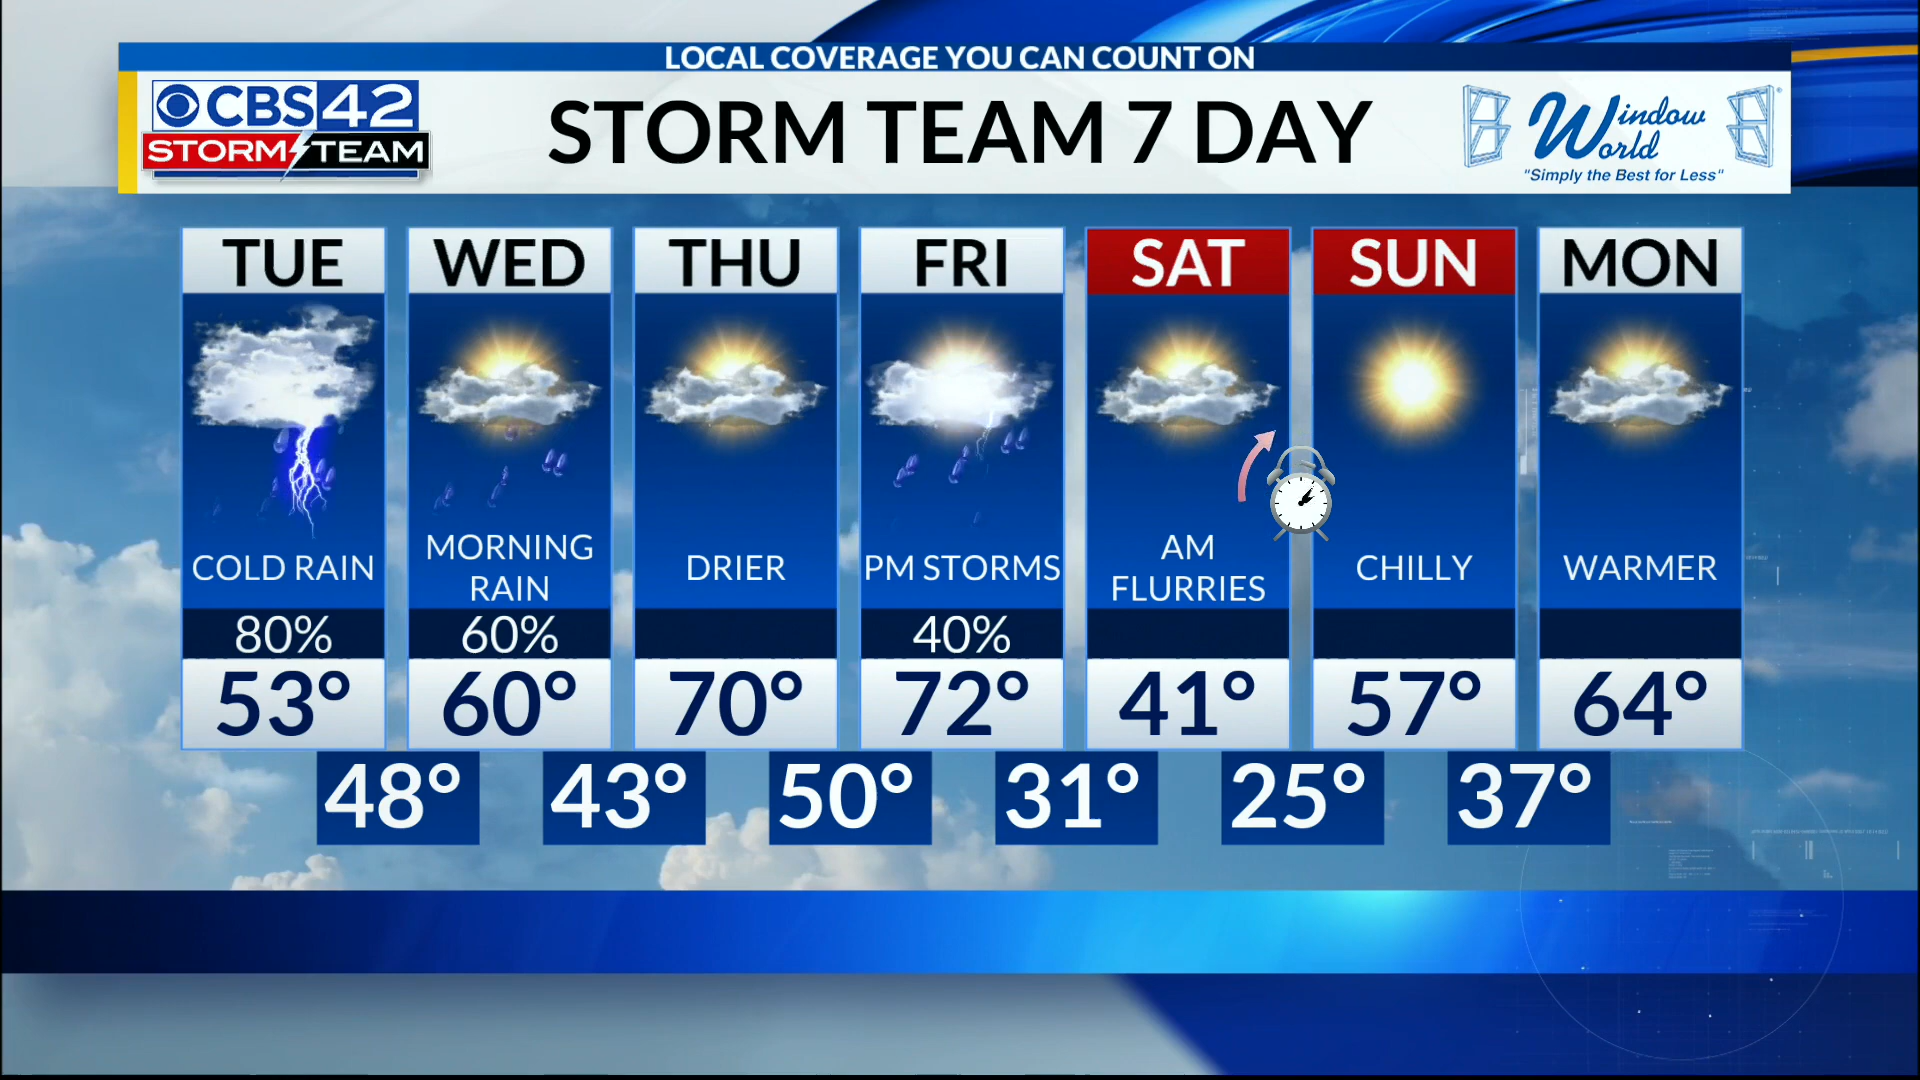 LOCAL COVERAGE YOU CAN COUNT ON
CBS 42
STORM TEAM
STORM TEAM 7 DAY
Window World
"Simply the Best for Less"
TUE WED THU FRI SAT SUN MON
COLD RAIN
MORNING
RAIN
DRIER
PM STORMS
AM
FLURRIES
CHILLY
WARMER
80% 60% 40%
53° 60° 70° 72° 41° 57° 64°
48° 43° 50° 31° 25° 37°